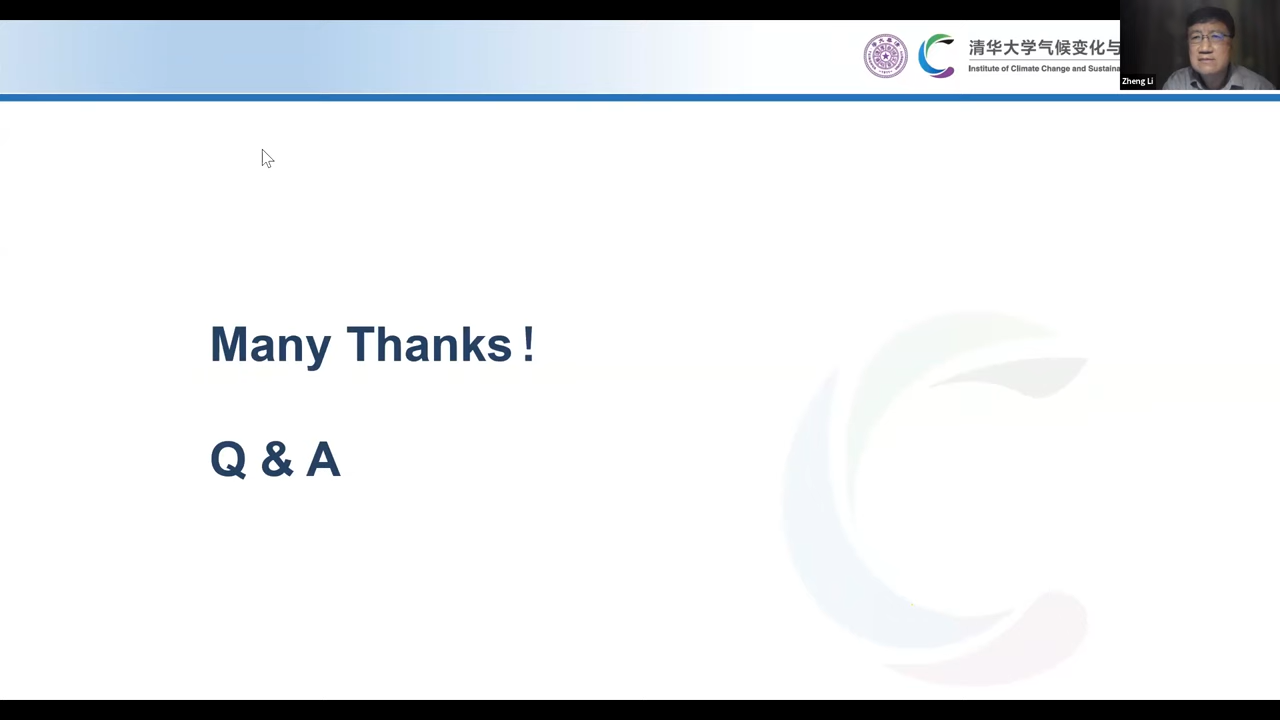 清华大学气候变化与
Institute of Climate Change and Sustaina
Zheng Li
Many Thanks!
Q & A